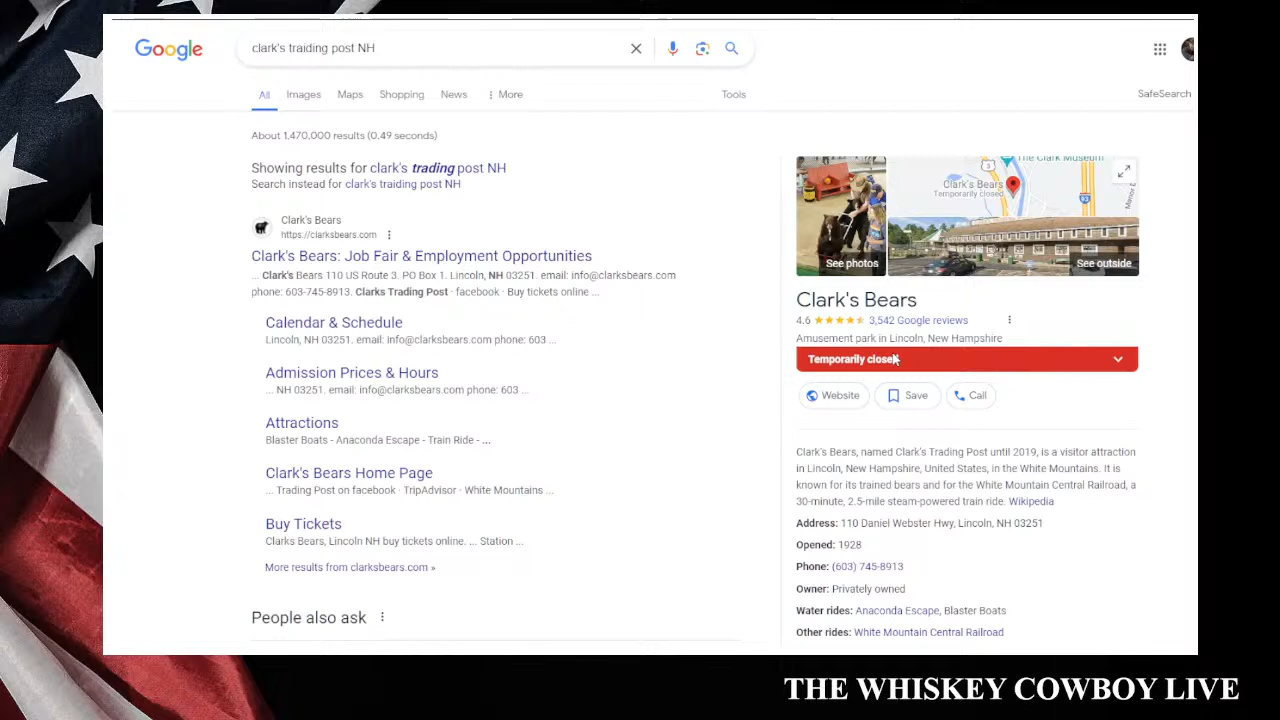 Google
clark's traiding post NH
All Images Maps Shopping News More Tools
SafeSearch
About 1,470,000 results (0.49 seconds)
Showing results for clark's trading post NH
Search instead for clark's traiding post NH
Clark's Bears
https://clarksbears.com
Clark's Bears: Job Fair & Employment Opportunities
... Clark's Bears 110 US Route 3. PO Box 1. Lincoln, NH 03251. email: info@clarksbears.com
phone: 603-745-8913. Clarks Trading Post · facebook · Buy tickets online ...
Calendar & Schedule
Lincoln, NH 03251. email: info@clarksbears.com phone: 603 ...
Admission Prices & Hours
... NH 03251. email: info@clarksbears.com phone: 603 ...
Attractions
Blaster Boats - Anaconda Escape - Train Ride - ...
Clark's Bears Home Page
... Trading Post on facebook · TripAdvisor · White Mountains ...
Buy Tickets
Clarks Bears, Lincoln NH buy tickets online. ... Station ...
More results from clarksbears.com »
People also ask
The Clark Museum
3
Clark's Bears
Temporarily closed
93
See photos
See outside
Clark's Bears
4.6 3,542 Google reviews
Amusement park in Lincoln, New Hampshire
Temporarily closed
Website Save Call
Clark's Bears, named Clark's Trading Post until 2019, is a visitor attraction
in Lincoln, New Hampshire, United States, in the White Mountains. It is
known for its trained bears and for the White Mountain Central Railroad, a
30-minute, 2.5-mile steam-powered train ride. Wikipedia
Address: 110 Daniel Webster Hwy, Lincoln, NH 03251
Opened: 1928
Phone: (603) 745-8913
Owner: Privately owned
Water rides: Anaconda Escape, Blaster Boats
Other rides: White Mountain Central Railroad
THE WHISKEY COWBOY LIVE